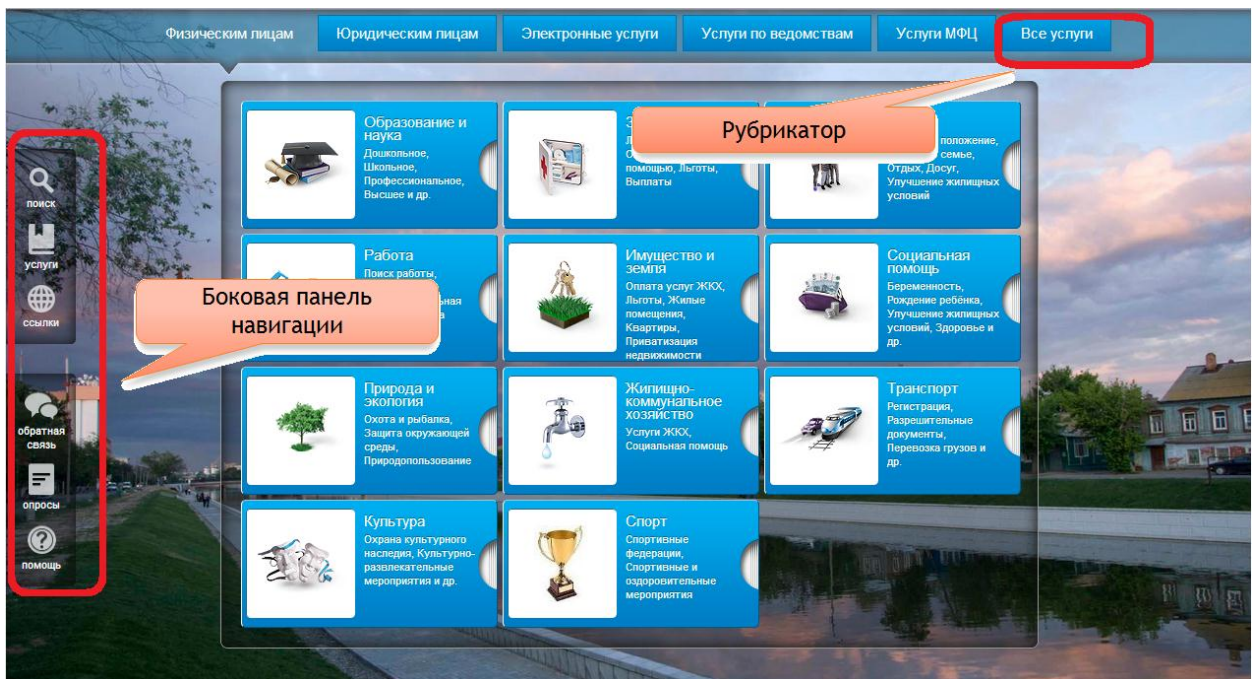 Физическим лицам
Юридическим лицам
Электронные услуги
Услуги по ведомствам
Услуги МФЦ
Все услуги
Рубрикатор
поиск
услуги
ссылки
обратная
связь
опросы
помощь
Боковая панель
навигации
Образование и
наука
Дошкольное,
Школьное,
Профессиональное,
Высшее и др.
помощью, Льготы,
Выплаты
положение,
семье,
Отдых, Досуг,
Улучшение жилищных
условий
Работа
Поиск работы,
Имущество и
земля
Оплата услуг ЖКХ,
Льготы, Жилые
помещения,
Квартиры,
Приватизация
недвижимости
Социальная
помощь
Беременность,
Рождение ребёнка,
Улучшение жилищных
условий, Здоровье и
др.
Природа и
экология
Охота и рыбалка,
Защита окружающей
среды,
Природопользование
Жилищно-
коммунальное
хозяйство
Услуги ЖКХ,
Социальная помощь
Транспорт
Регистрация,
Разрешительные
документы,
Перевозка грузов и
др.
Культура
Охрана культурного
наследия, Культурно-
развлекательные
мероприятия и др.
Спорт
Спортивные
федерации,
Спортивные и
оздоровительные
мероприятия